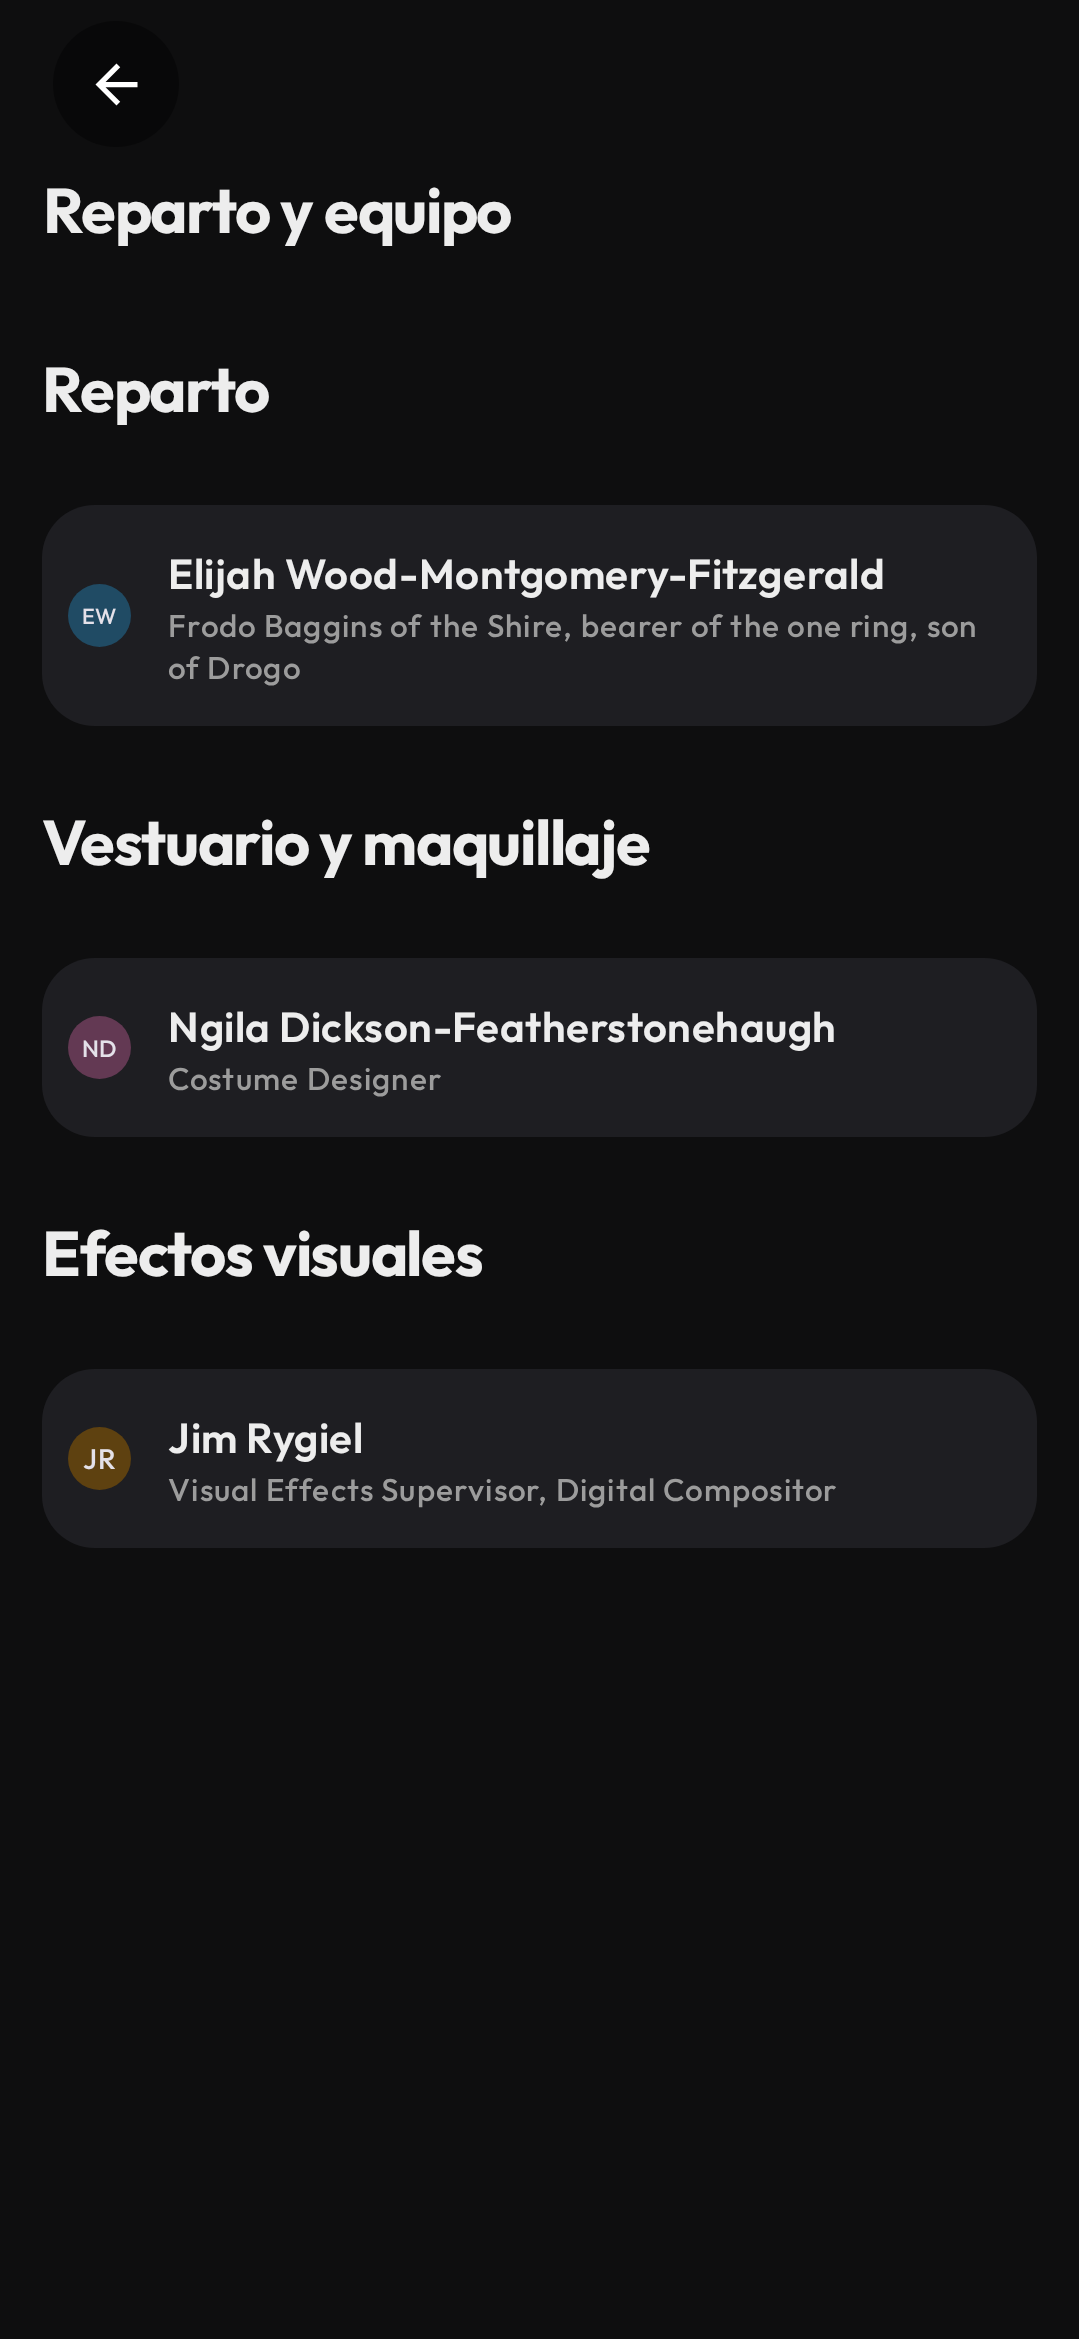 Reparto y equipo
Reparto
EW
Elijah Wood-Montgomery-Fitzgerald
Frodo Baggins of the Shire, bearer of the one ring, son
of Drogo
Vestuario y maquillaje
ND
Ngila Dickson-Featherstonehaugh
Costume Designer
Efectos visuales
JR
Jim Rygiel
Visual Effects Supervisor, Digital Compositor